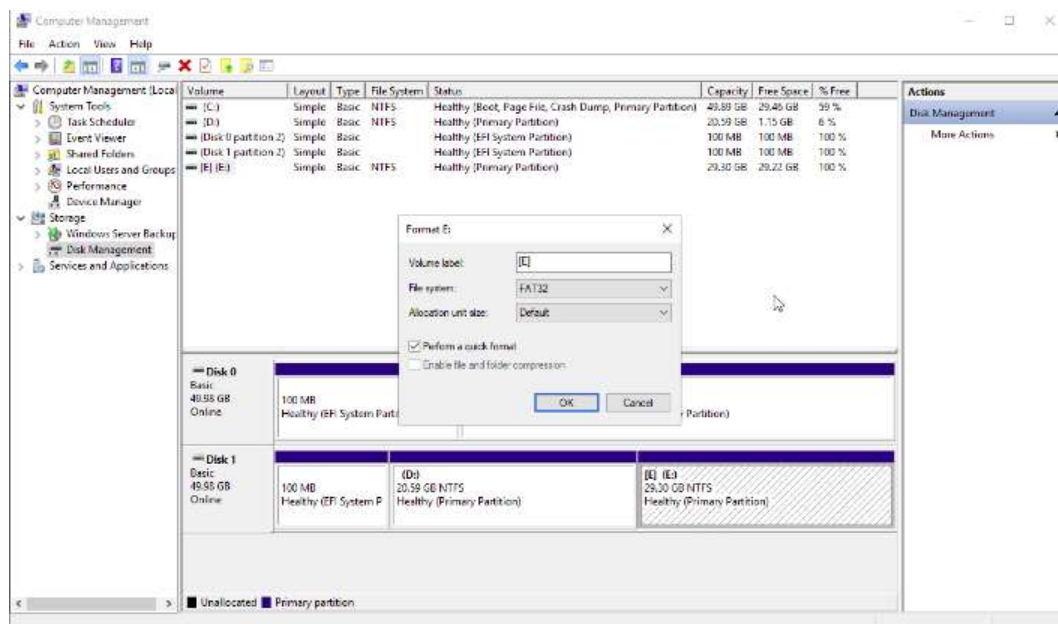 Computer Management
File Action View Help
Computer Management (Local
System Tools
Task Scheduler
Event Viewer
Shared Folders
Local Users and Groups
Performance
Device Manager
Storage
Windows Server Backup
Disk Management
Services and Applications
Volume Layout Type File System Status Capacity Free Space % Free
(C:) Simple Basic NTFS Healthy (Boot, Page File, Crash Dump, Primary Partition) 49.89 GB 29.46 GB 59 %
(D:) Simple Basic NTFS Healthy (Primary Partition) 20.59 GB 1.15 GB 6 %
(Disk 0 partition 2) Simple Basic Healthy (EFI System Partition) 100 MB 100 MB 100 %
(Disk 1 partition 2) Simple Basic Healthy (EFI System Partition) 100 MB 100 MB 100 %
[E] (E:) Simple Basic NTFS Healthy (Primary Partition) 29.30 GB 29.22 GB 100 %
Actions
Disk Management
More Actions
Format E:
Volume label: [E]
File system: FAT32
Allocation unit size: Default
Perform a quick format
Enable file and folder compression
OK Cancel
Disk 0
Basic
49.98 GB
Online
100 MB
Healthy (EFI System Part
Partition)
Disk 1
Basic
49.98 GB
Online
100 MB
Healthy (EFI System P
(D:)
20.59 GB NTFS
Healthy (Primary Partition)
[E] (E:)
29.30 GB NTFS
Healthy (Primary Partition)
Unallocated Primary partition